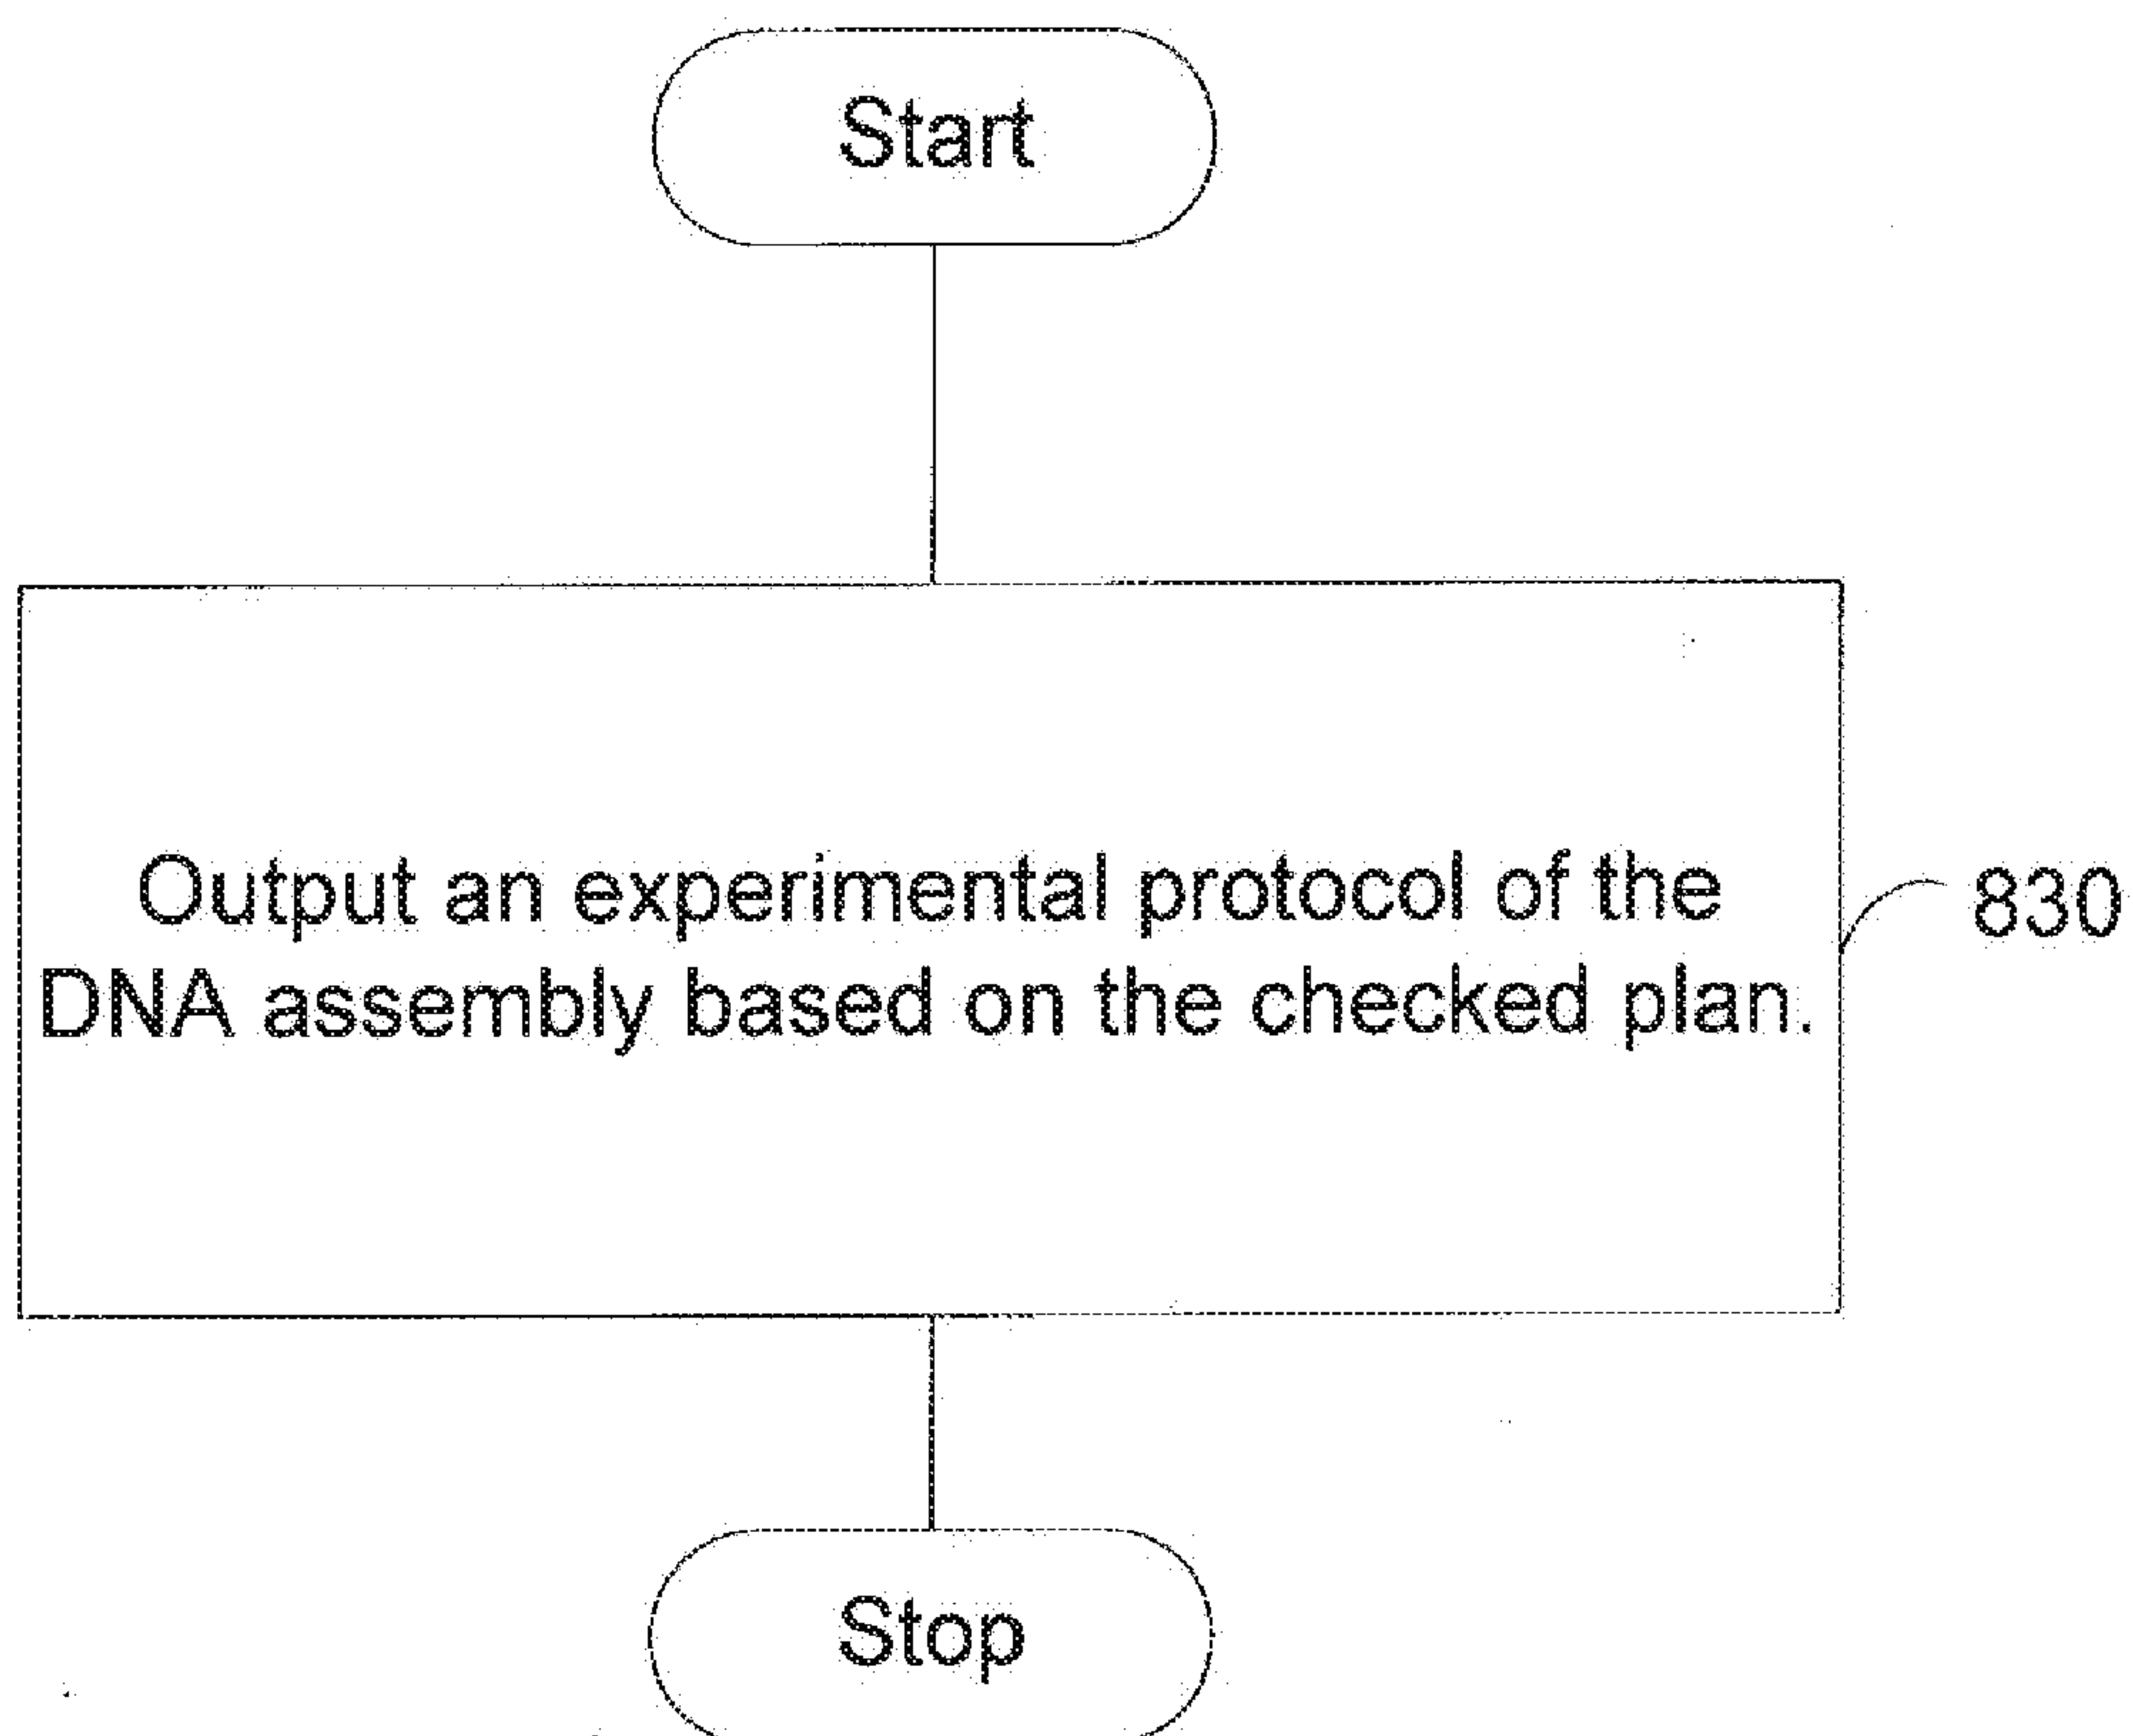 Start
Output an experimental protocol of the
DNA assembly based on the checked plan.
830
Stop